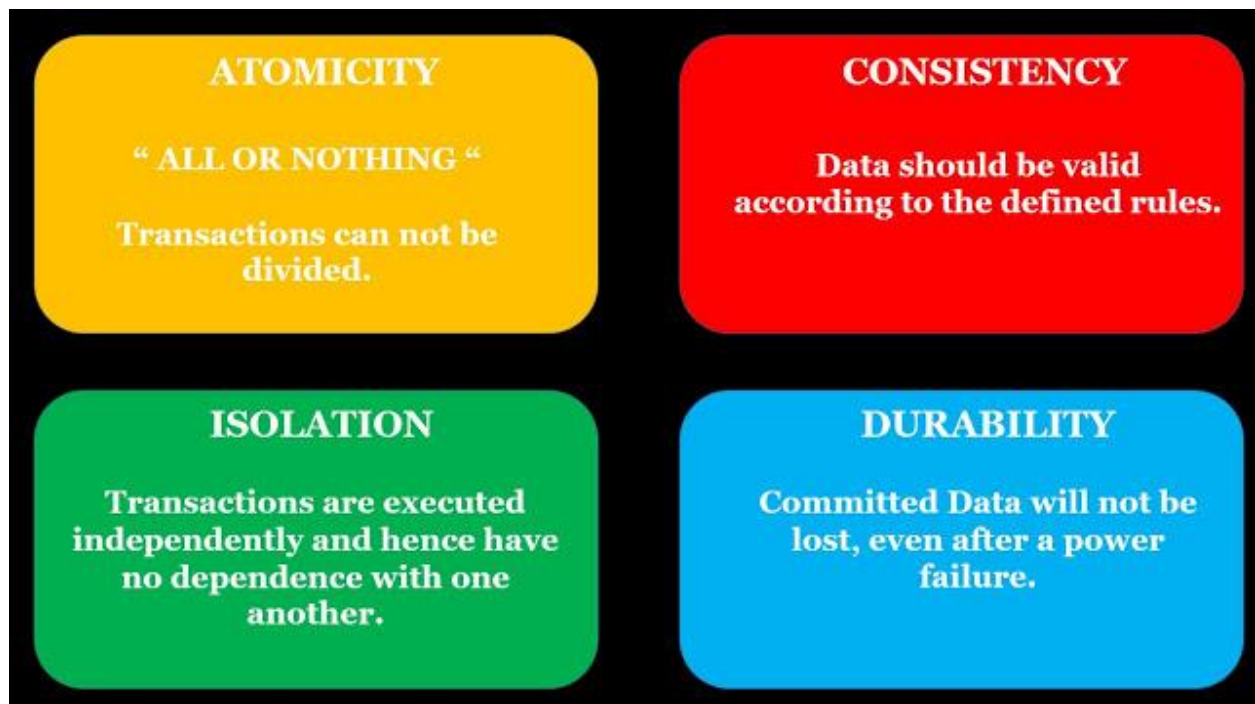 ATOMICITY
“ ALL OR NOTHING “
Transactions can not be
divided.
CONSISTENCY
Data should be valid
according to the defined rules.
ISOLATION
Transactions are executed
independently and hence have
no dependence with one
another.
DURABILITY
Committed Data will not be
lost, even after a power
failure.